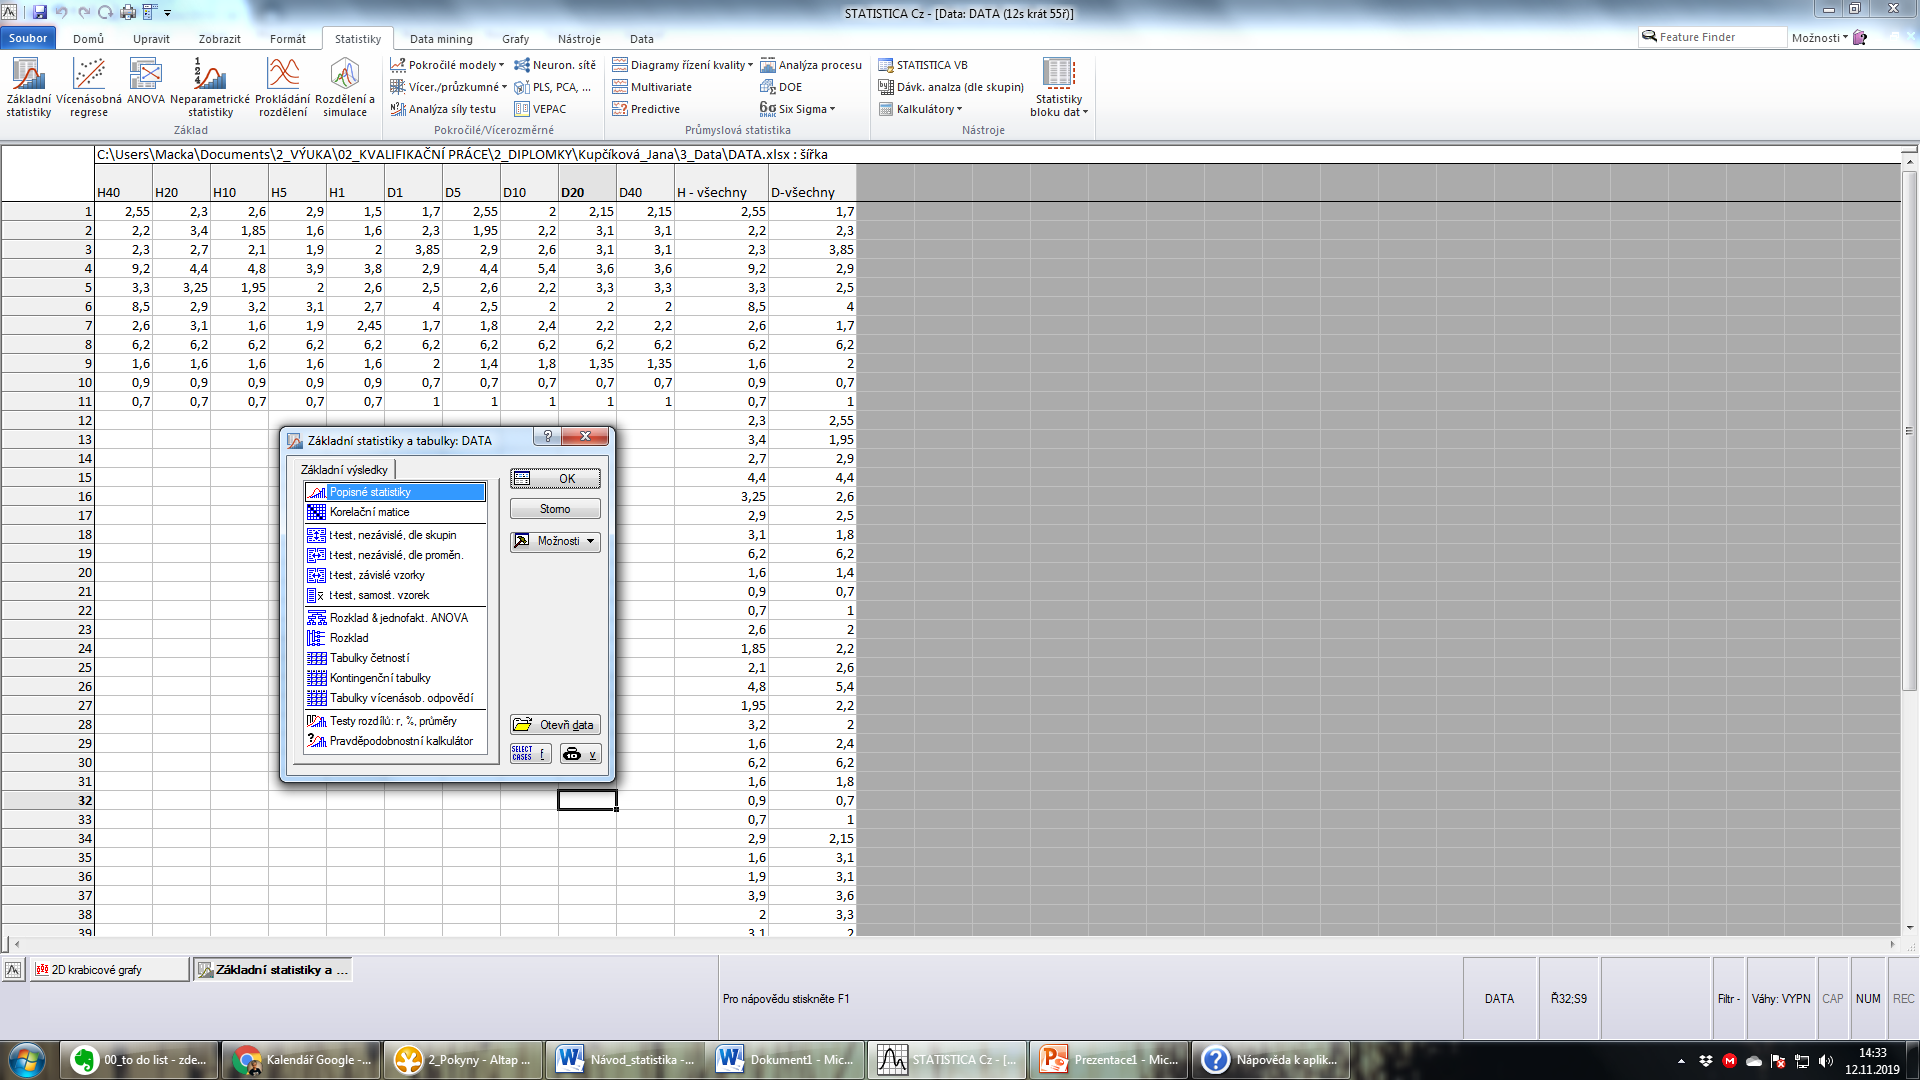 STATISTICA Cz - [Data: DATA (12s krát 55ř)]
Soubor Domů Upravit Zobrazit Formát Statistiky Data mining Grafy Nástroje Data Feature Finder Možnosti
Základní statistiky
Vícenásobná regrese
ANOVA
Neparametrické statistiky
Prokládání rozdělení
Rozdělení a simulace
Základ
Pokročilé modely Neuron. sítě
Vícer./průzkumné PLS, PCA, ...
Analýza síly testu VEPAC
Pokročilé/Vícerozměrné
Diagramy řízení kvality Analýza procesu
Multivariate DOE
Predictive Six Sigma
Průmyslová statistika
STATISTICA VB
Dávk. analza (dle skupin)
Kalkulátory
Statistiky bloku dat
Nástroje
C:\Users\Macka\Documents\2_VÝUKA\02_KVALIFIKAČNÍ PRÁCE\2_DIPLOMKY\Kupčíková_Jana\3_Data\DATA.xlsx : šířka
H40 H20 H10 H5 H1 D1 D5 D10 D20 D40 H - všechny D-všechny
1 2,55 2,3 2,6 2,9 1,5 1,7 2,55 2 2,15 2,15 2,55 1,7
2 2,2 3,4 1,85 1,6 1,6 2,3 1,95 2,2 3,1 3,1 2,2 2,3
3 2,3 2,7 2,1 1,9 2 3,85 2,9 2,6 3,1 3,1 2,3 3,85
4 9,2 4,4 4,8 3,9 3,8 2,9 4,4 5,4 3,6 3,6 9,2 2,9
5 3,3 3,25 1,95 2 2,6 2,5 2,6 2,2 3,3 3,3 3,3 2,5
6 8,5 2,9 3,2 3,1 2,7 4 2,5 2 2 2 8,5 4
7 2,6 3,1 1,6 1,9 2,45 1,7 1,8 2,4 2,2 2,2 2,6 1,7
8 6,2 6,2 6,2 6,2 6,2 6,2 6,2 6,2 6,2 6,2 6,2 6,2
9 1,6 1,6 1,6 1,6 1,6 2 1,4 1,8 1,35 1,35 1,6 2
10 0,9 0,9 0,9 0,9 0,9 0,7 0,7 0,7 0,7 0,7 0,9 0,7
11 0,7 0,7 0,7 0,7 0,7 1 1 1 1 1 0,7 1
12 2,3 2,55
13 3,4 1,95
14 2,7 2,9
15 4,4 4,4
16 3,25 2,6
17 2,9 2,5
18 3,1 1,8
19 6,2 6,2
20 1,6 1,4
21 0,9 0,7
22 0,7 1
23 2,6 2
24 1,85 2,2
25 2,1 2,6
26 4,8 5,4
27 1,95 2,2
28 3,2 2
29 1,6 2,4
30 6,2 6,2
31 1,6 1,8
32 0,9 0,7
33 0,7 1
34 2,9 2,15
35 1,6 3,1
36 1,9 3,1
37 3,9 3,6
38 2 3,3
39 3,1 2
Základní statistiky a tabulky: DATA
Základní výsledky
Popisné statistiky
Korelační matice
t-test, nezávislé, dle skupin
t-test, nezávislé, dle proměn.
t-test, závislé vzorky
t-test, samost. vzorek
Rozklad & jednofakt. ANOVA
Rozklad
Tabulky četností
Kontingenční tabulky
Tabulky vícenásob. odpovědí
Testy rozdílů: r, %, průměry
Pravděpodobnostní kalkulátor
OK
Storno
Možnosti
Otevři data
SELECT CASES
v
2D krabicové grafy Základní statistiky a ...
Pro nápovědu stiskněte F1 DATA Ř32;S9 Filtr - Váhy: VYPN CAP NUM REC
00_to do list - zde... Kalendář Google -... 2_Pokyny - Altap ... Návod_statistika -... Dokument1 - Mic... STATISTICA Cz - [... Prezentace1 - Mic... Nápověda k aplik...
14:33
12.11.2019